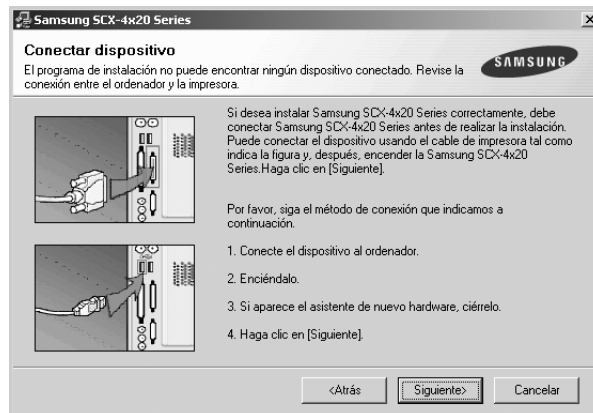 Samsung SCX-4x20 Series
Conectar dispositivo
El programa de instalación no puede encontrar ningún dispositivo conectado. Revise la
conexión entre el ordenador y la impresora.
SAMSUNG
Si desea instalar Samsung SCX-4x20 Series correctamente, debe
conectar Samsung SCX-4x20 Series antes de realizar la instalación.
Puede conectar el dispositivo usando el cable de impresora tal como
indica la figura y, después, encender la Samsung SCX-4x20
Series.Haga clic en [Siguiente].
Por favor, siga el método de conexión que indicamos a
continuación.
1. Conecte el dispositivo al ordenador.
2. Enciéndalo.
3. Si aparece el asistente de nuevo hardware, ciérrelo.
4. Haga clic en [Siguiente].
<Atrás
Siguiente>
Cancelar